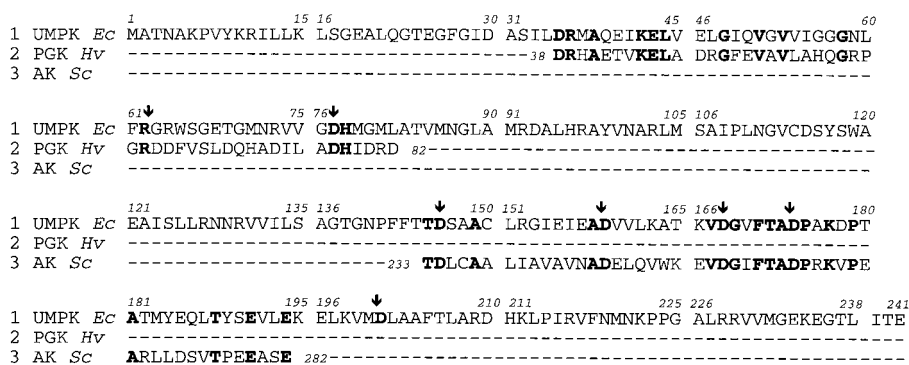 1 15 16 30 31 45 46 60
1 UMPK Ec MATNAKPVYKRILLK LSGEALQGTEGFGID ASILDRMAQEIKELV ELGIQVGVVIGGGNL
2 PGK Hv ------------------------------- 38 DRHAETVKELA DRGFEVAVLAHQGRP
3 AK Sc ------------------------------------------------------------
61 75 76 90 91 105 106 120
1 UMPK Ec FRGRWSGETGMNRVV GDHMGMLATVMNGLA MRDALHRAYVNARLM SAIPLNGVCDSYSWA
2 PGK Hv GRDDFVSLDQHADIL ADHIDRD 82 ------------------------------------
3 AK Sc ------------------------------------------------------------
121 135 136 150 151 165 166 180
1 UMPK Ec EAISLLRNNRVVILS AGTGNPFFTTDSAAC LRGIEIEADVVLKAT KVDGVFTADPAKDPT
2 PGK Hv ------------------------------------------------------------
3 AK Sc --------------------- 233 TDLCAA LIAVAVNADELQVWK EVDGIFTADPRKVPE
181 195 196 210 211 225 226 238 241
1 UMPK Ec ATMYEQLTYSEVLEK ELKVMDLAAFTLARD HKLPIRVFNMNKPPG ALRRVVMGEKEGTL ITE
2 PGK Hv ------------------------------------------------------------
3 AK Sc ARLLDSVTPEEASE 282 ---------------------------------------------